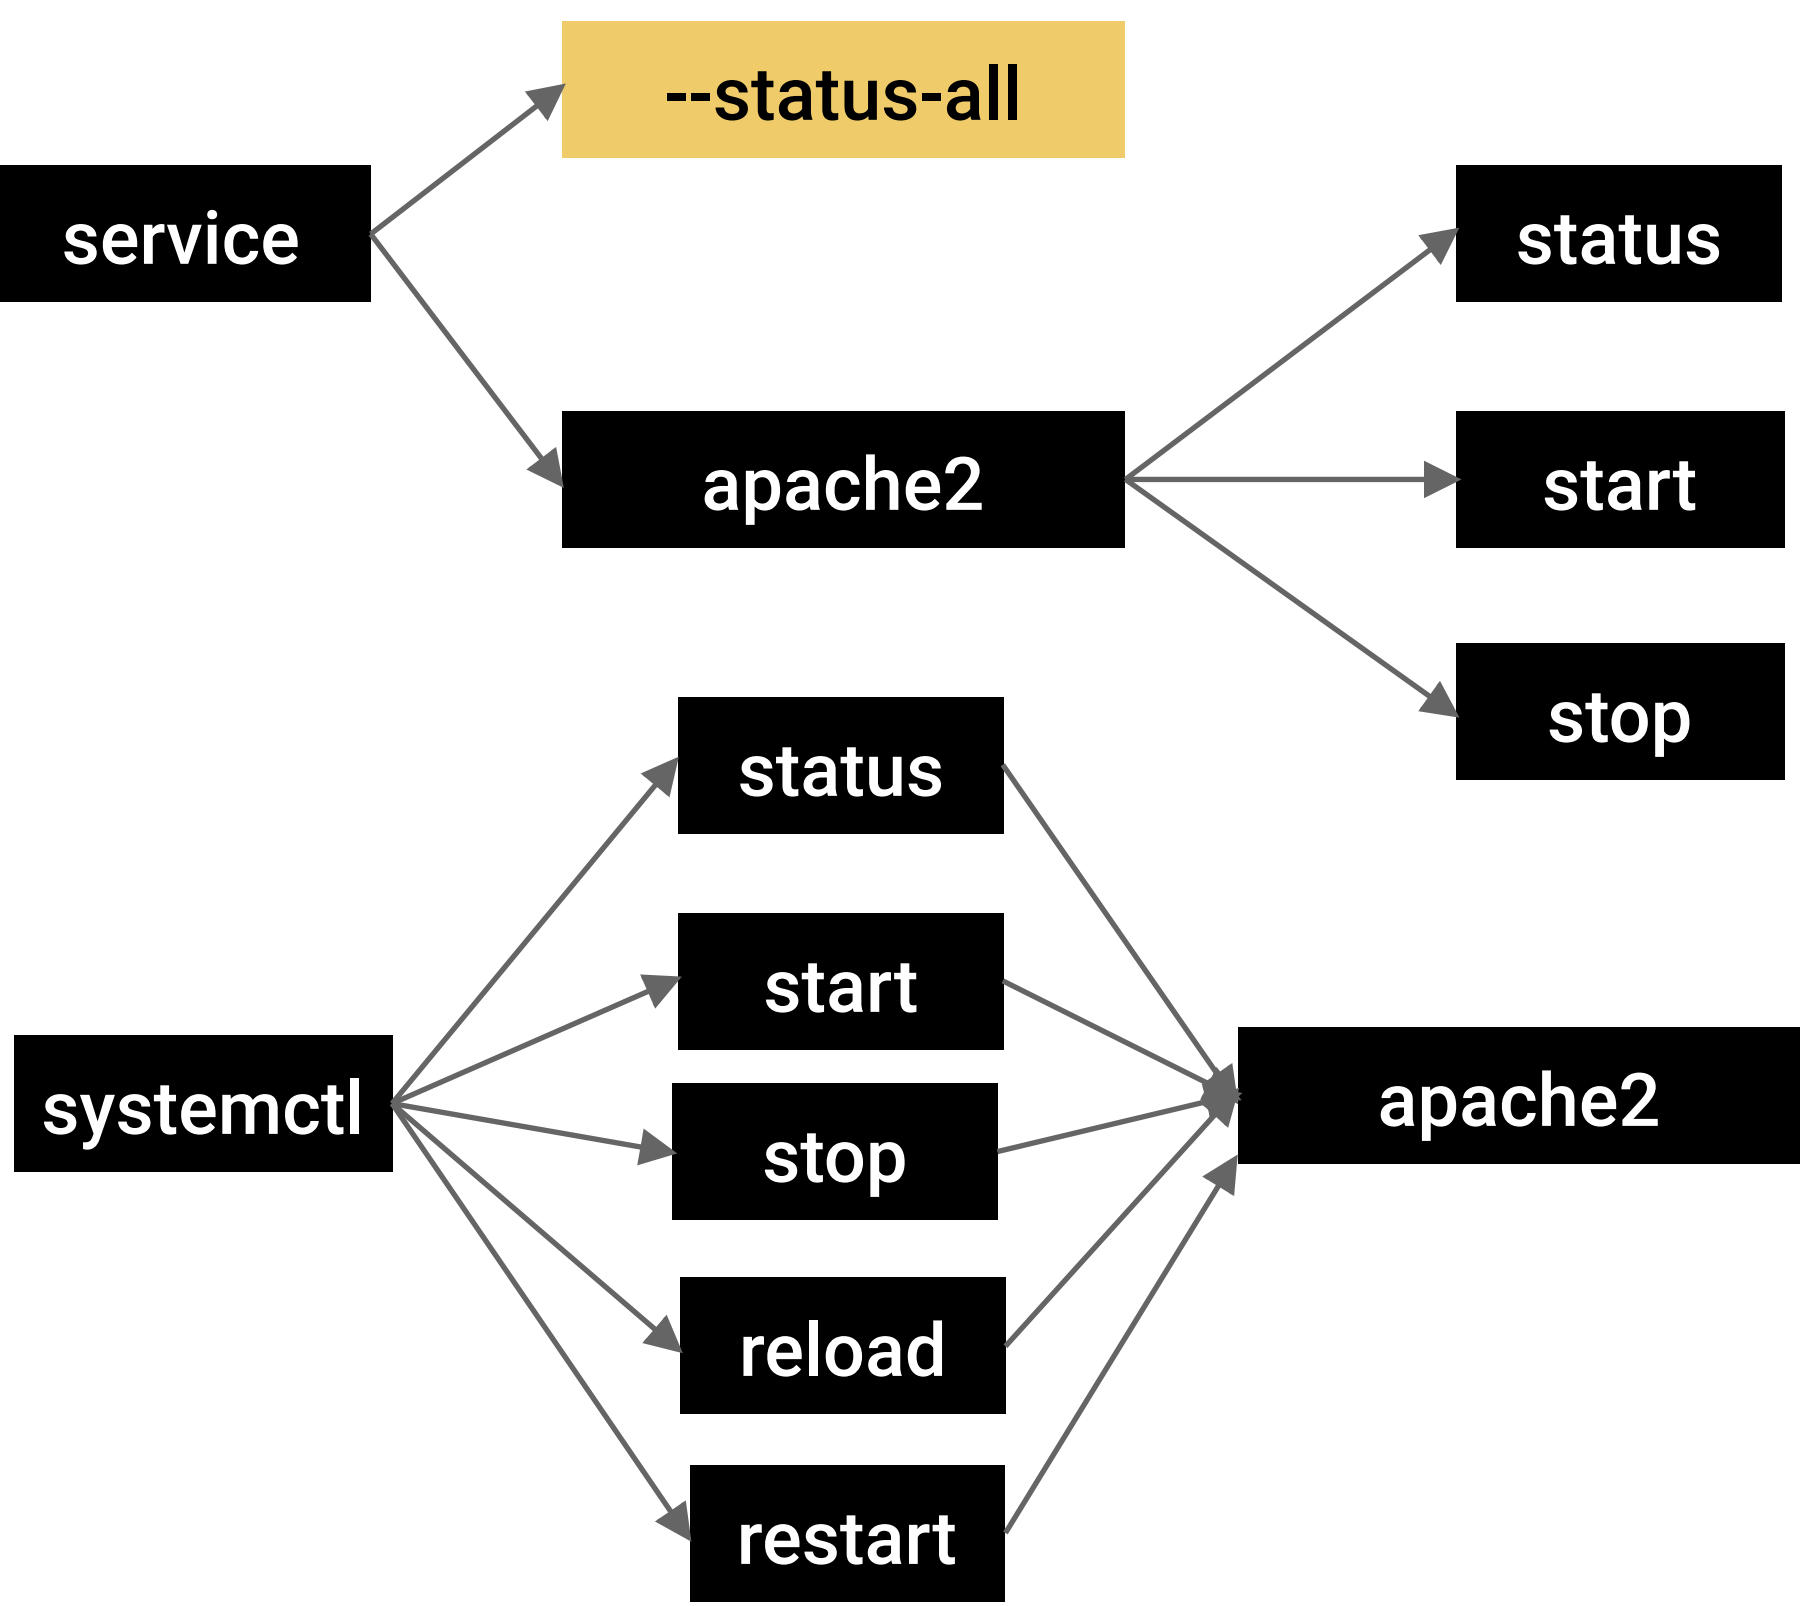 --status-all
service
status
apache2
start
stop
status
start
systemctl
apache2
stop
reload
restart